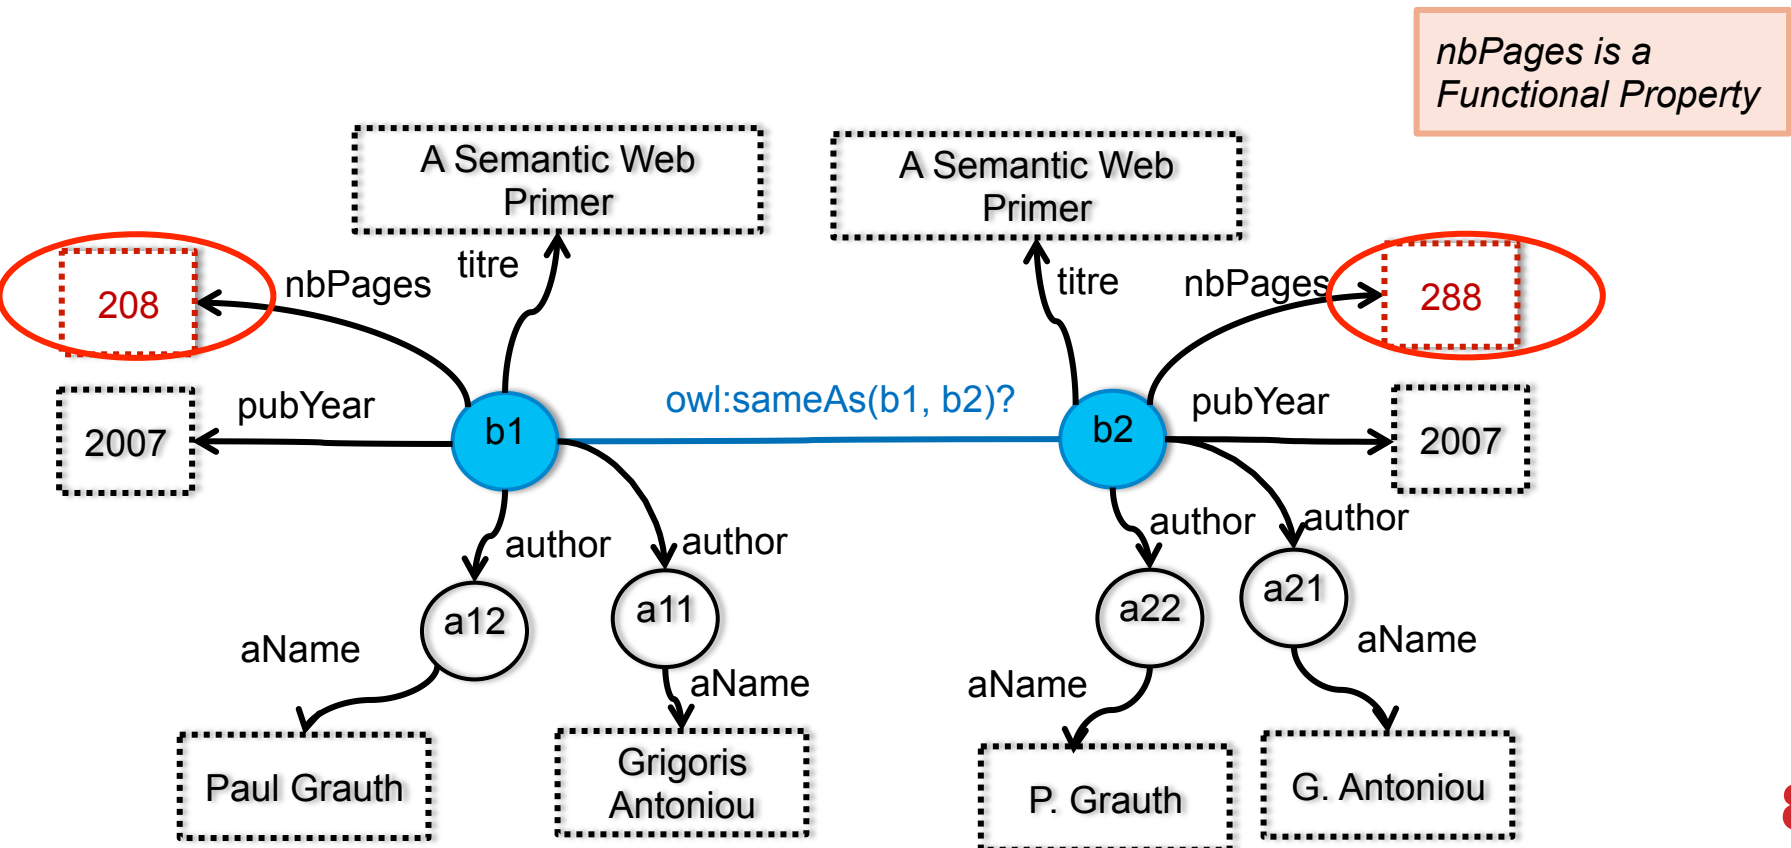 nbPages is a
Functional Property
A Semantic Web
Primer
A Semantic Web
Primer
titre
titre
nbPages
nbPages
208
288
pubYear
owl:sameAs(b1, b2)?
pubYear
2007
b1
b2
2007
author
author
author
author
a12
a11
a22
a21
aName
aName
aName
aName
Paul Grauth
Grigoris
Antoniou
P. Grauth
G. Antoniou